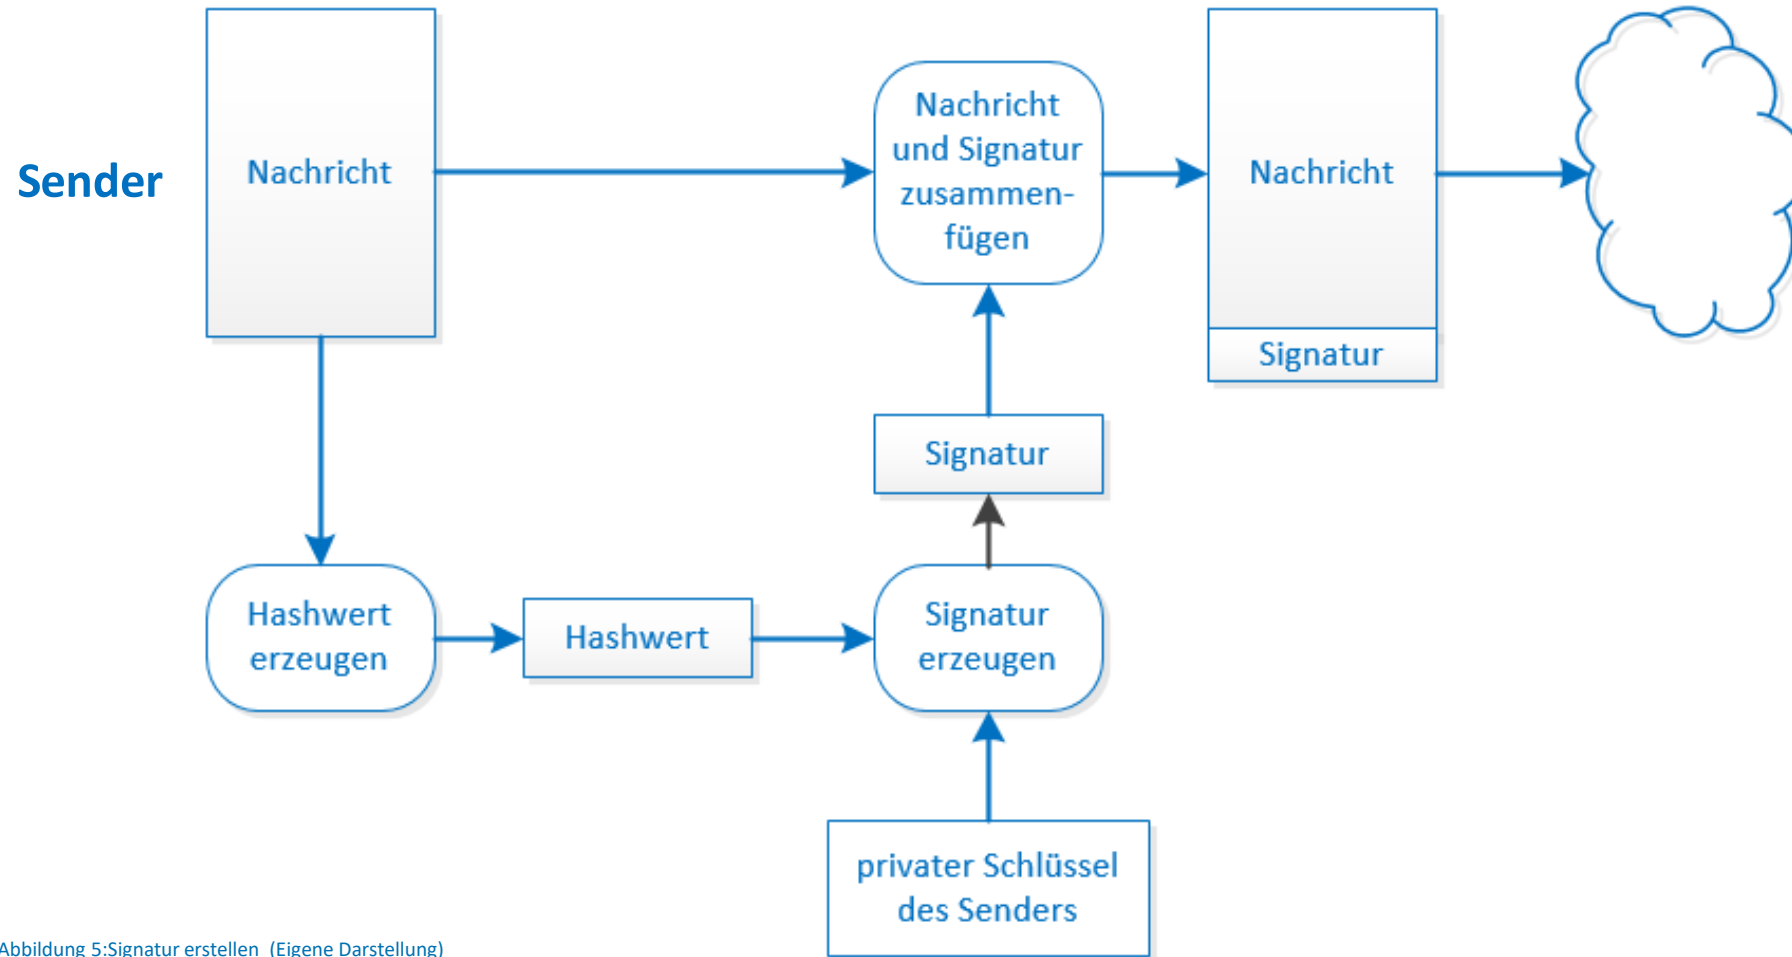 Sender
Nachricht
Nachricht
und Signatur
zusammen-
fügen
Nachricht
Signatur
Signatur
Hashwert
erzeugen
Hashwert
Signatur
erzeugen
privater Schlüssel
des Senders
Abbildung 5:Signatur erstellen (Eigene Darstellung)